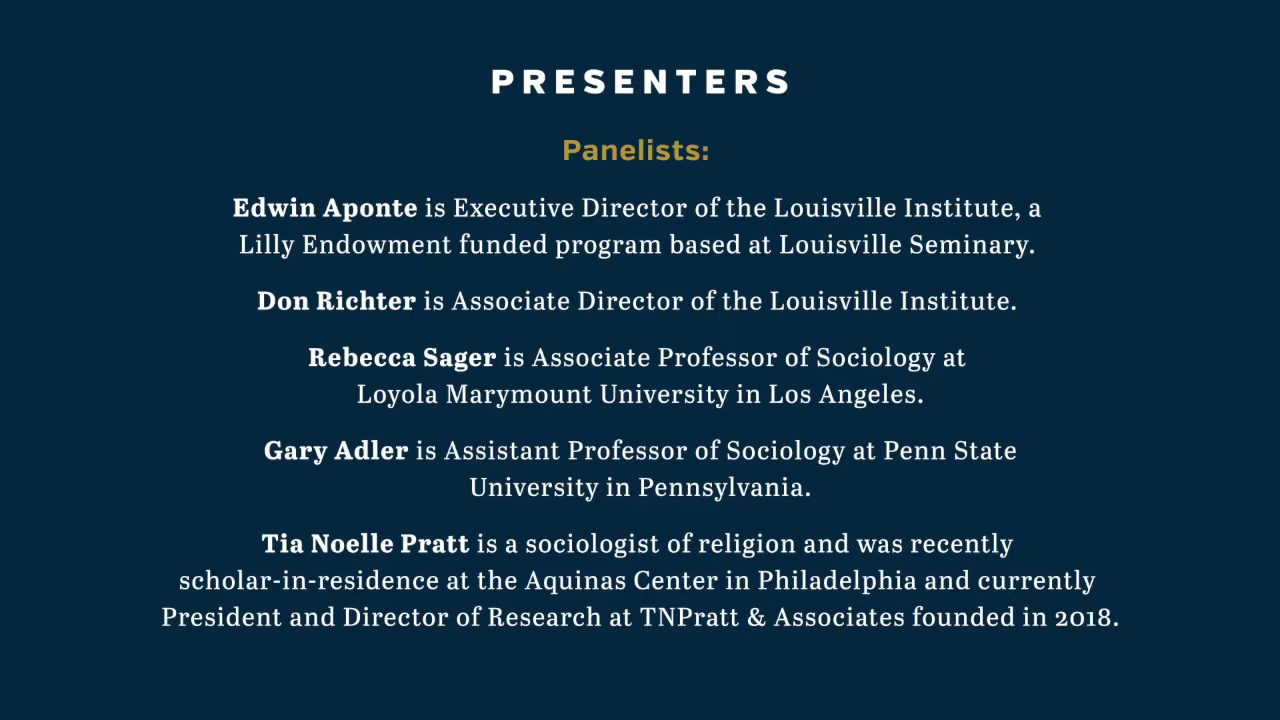 PRESENTERS
Panelists:
Edwin Aponte is Executive Director of the Louisville Institute, a
Lilly Endowment funded program based at Louisville Seminary.
Don Richter is Associate Director of the Louisville Institute.
Rebecca Sager is Associate Professor of Sociology at
Loyola Marymount University in Los Angeles.
Gary Adler is Assistant Professor of Sociology at Penn State
University in Pennsylvania.
Tia Noelle Pratt is a sociologist of religion and was recently
scholar-in-residence at the Aquinas Center in Philadelphia and currently
President and Director of Research at TNPratt & Associates founded in 2018.